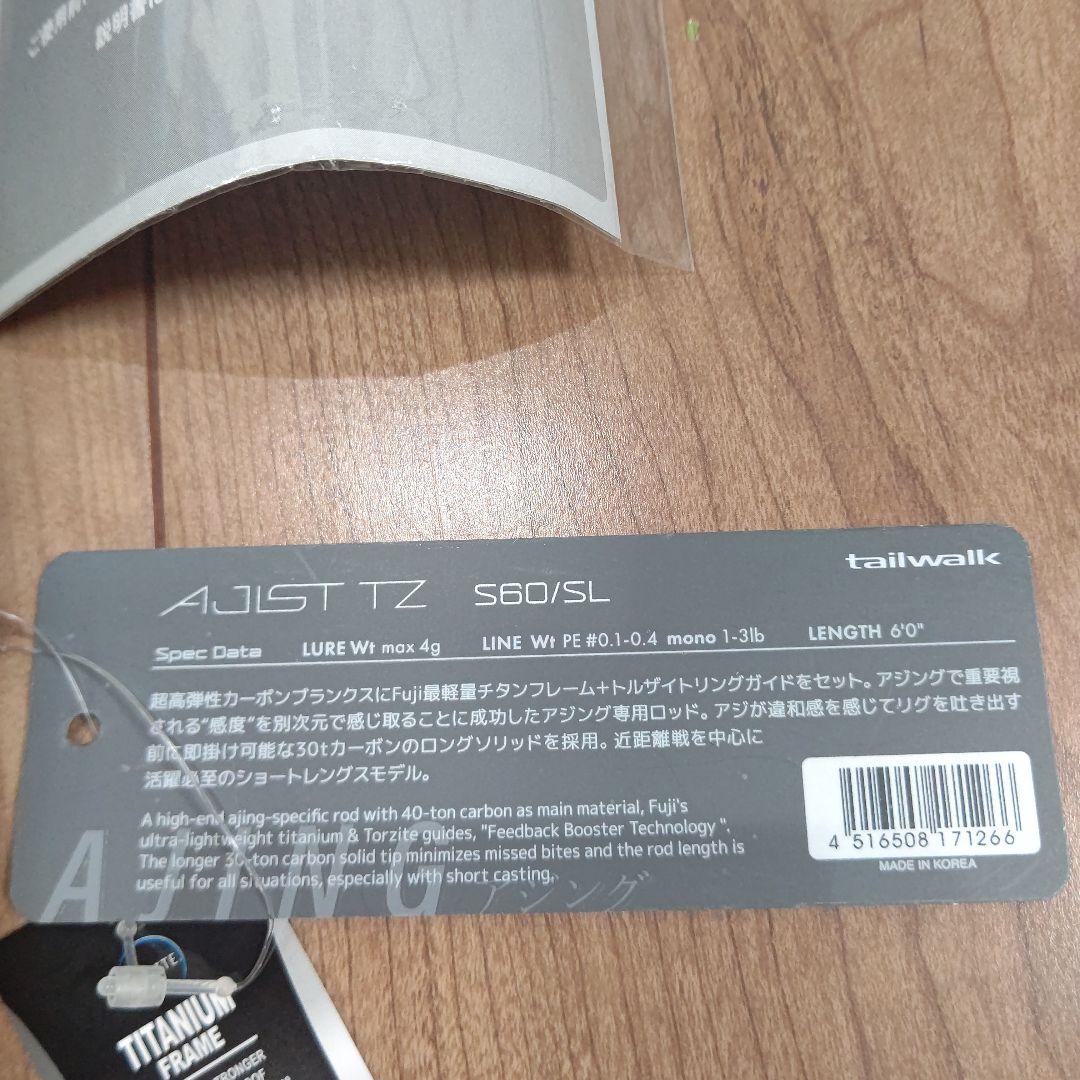 説明書に
tailwalk
AJIST TZ S60/SL
Spec Data LURE Wt max 4g LINE Wt PE #0.1-0.4 mono 1-3lb LENGTH 6'0"
超高弾性カーボンブランクスにFuji最軽量チタンフレーム+トルザイトリングガイドをセット。アジングで重要視
される“感度”を別次元で感じ取ることに成功したアジング専用ロッド。アジが違和感を感じてリグを吐き出す
前に即掛け可能な30tカーボンのロングソリッドを採用。近距離戦を中心に
活躍必至のショートレングスモデル。
A high-end ajing-specific rod with 40-ton carbon as main material, Fuji's
ultra-lightweight titanium & Torzite guides, "Feedback Booster Technology ".
The longer 30-ton carbon solid tip minimizes missed bites and the rod length is
useful for all situations, especially with short casting.
4 516508 171266
MADE IN KOREA
AJING アジング
TITANIUM
FRAME